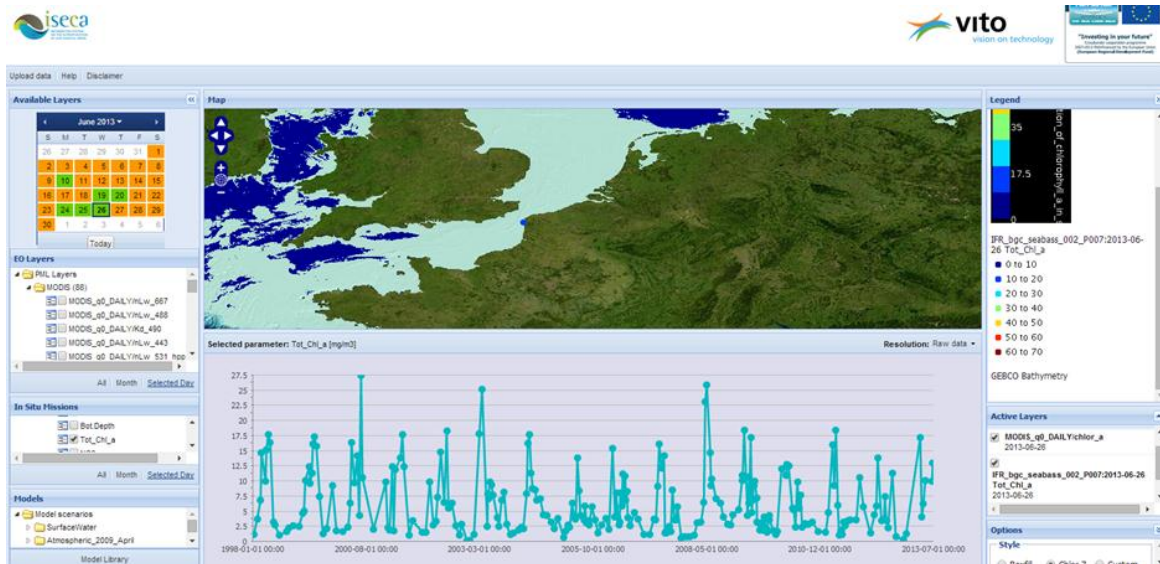 iseca
vito
vision on technology
"Investing in your future"
Upload data Help Disclaimer
Available Layers
June 2013
S M T W T F S
26 27 28 29 30 31 1
2 3 4 5 6 7 8
9 10 11 12 13 14 15
16 17 18 19 20 21 22
23 24 25 26 27 28 29
30 1 2 3 4 5 6
Today
EO Layers
PML Layers
MODIS (88)
MODIS_q0_DAILY/nLw_667
MODIS_q0_DAILY/nLw_488
MODIS_q0_DAILY/Kd_490
MODIS_q0_DAILY/nLw_443
MODIS_q0_DAILY/nLw_531_hpp
All Month Selected Day
In Situ Missions
Bot.Depth
Tot_Chl_a
All Month Selected Day
Models
Model scenarios
SurfaceWater
Atmospheric_2009_April
Model Library
Map
Selected parameter: Tot_Chl_a [mg/m3]
Resolution: Raw data
27.5
25
22.5
20
17.5
15
12.5
10
7.5
5
2.5
0
1998-01-01 00:00 2000-08-01 00:00 2003-03-01 00:00 2005-10-01 00:00 2008-05-01 00:00 2010-12-01 00:00 2013-07-01 00:00
Legend
35
17.5
0
tion_of_chlorophyll_a_in_s
IFR_bgc_seabass_002_P007:2013-06-
26 Tot_Chl_a
0 to 10
10 to 20
20 to 30
30 to 40
40 to 50
50 to 60
60 to 70
GEBCO Bathymetry
Active Layers
MODIS_q0_DAILY/chlor_a
2013-06-26
IFR_bgc_seabass_002_P007:2013-06-26
Tot_Chl_a
2013-06-26
Options
Style